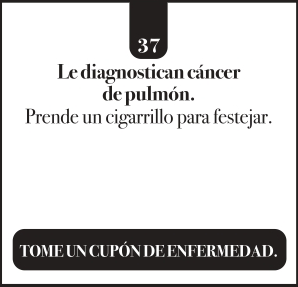 37
Le diagnostican cáncer
de pulmón.
Prende un cigarrillo para festejar.
TOME UN CUPÓN DE ENFERMEDAD.